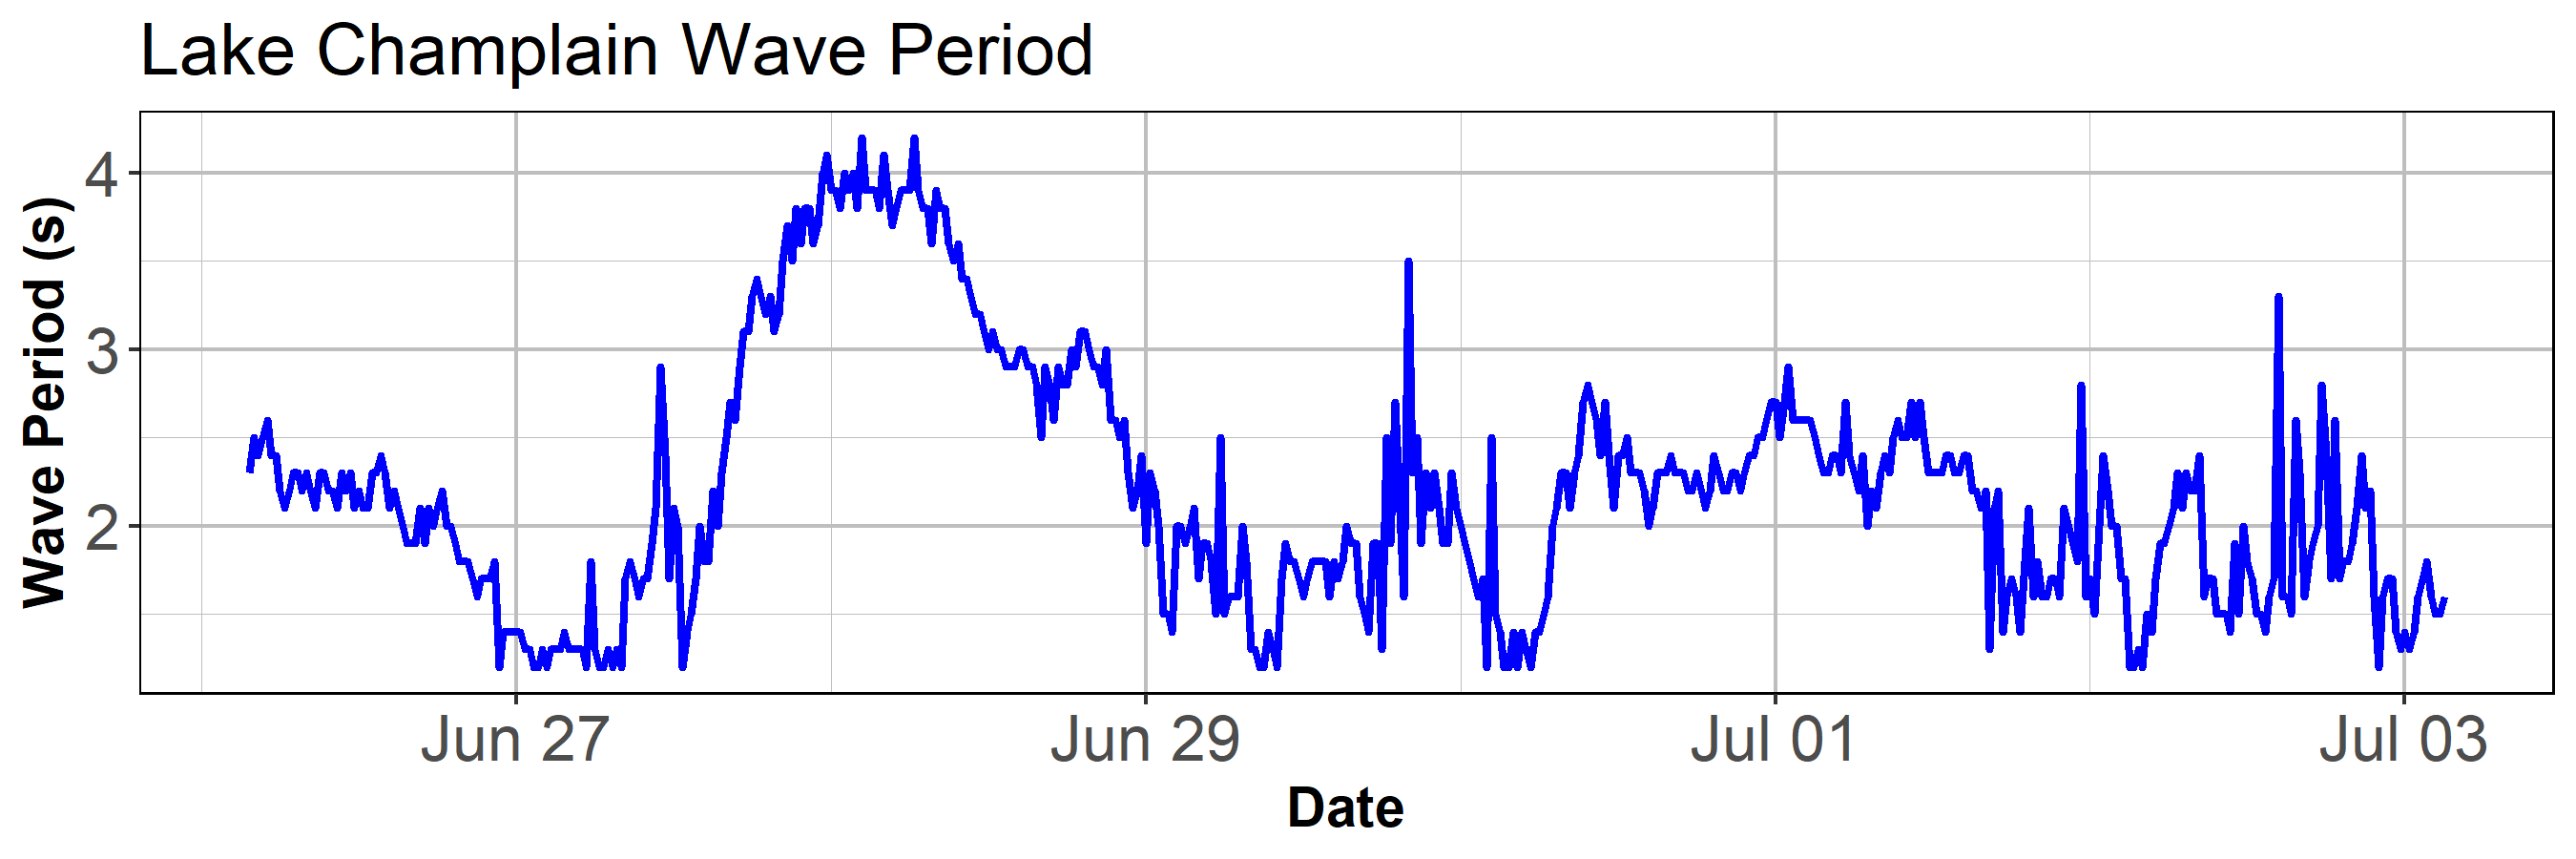 Lake Champlain Wave Period
Wave Period (s)
4
3
2
Jun 27
Jun 29
Jul 01
Jul 03
Date